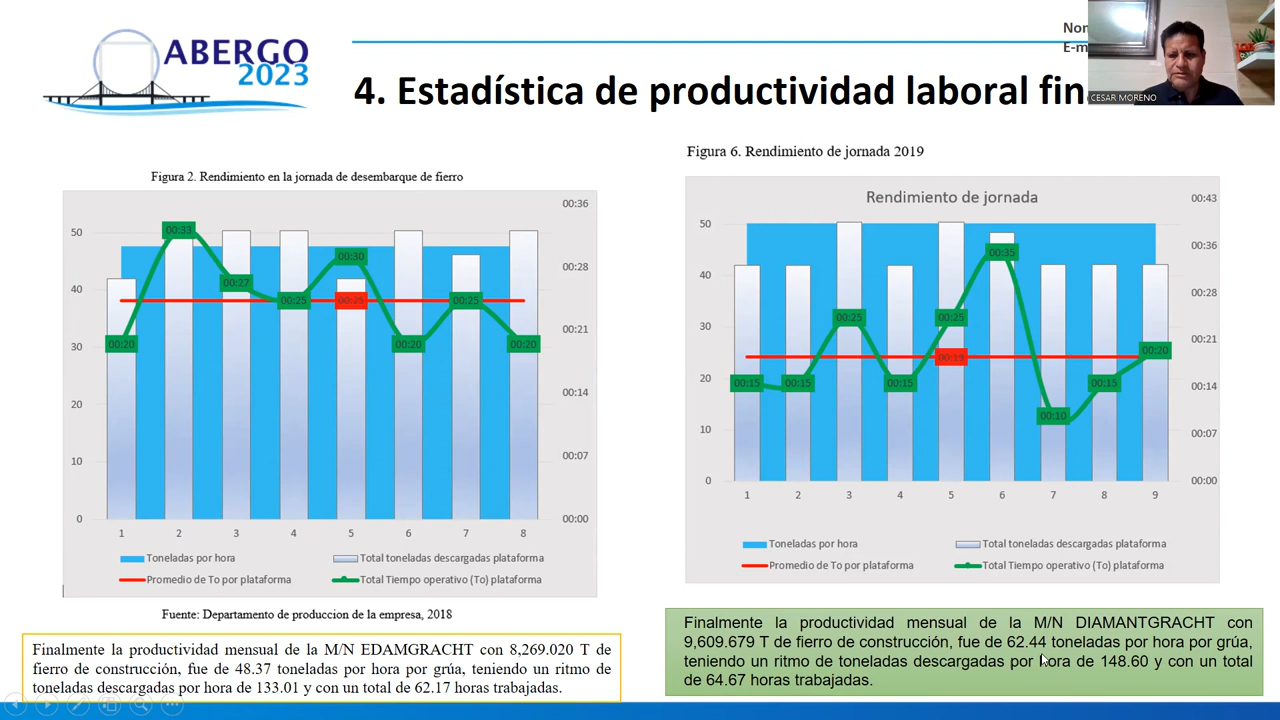 ABERGO
2023
Non
E-m
CESAR MORENO
4. Estadística de productividad laboral fin
Figura 2. Rendimiento en la jornada de desembarque de fierro
50
40
30
20
10
0
00:36
00:28
00:21
00:14
00:07
00:00
00:20
00:33
00:27
00:25
00:30
00:25
00:20
00:25
00:20
1 2 3 4 5 6 7 8
Toneladas por hora
Total toneladas descargadas plataforma
Promedio de To por plataforma
Total Tiempo operativo (To) plataforma
Fuente: Departamento de produccion de la empresa, 2018
Finalmente la productividad mensual de la M/N EDAMGRACHT con 8,269.020 T de
fierro de construcción, fue de 48.37 toneladas por hora por grúa, teniendo un ritmo de
toneladas descargadas por hora de 133.01 y con un total de 62.17 horas trabajadas.
Figura 6. Rendimiento de jornada 2019
Rendimiento de jornada
50
40
30
20
10
0
00:43
00:36
00:28
00:21
00:14
00:07
00:00
00:15
00:15
00:25
00:15
00:25
00:19
00:35
00:10
00:15
00:20
1 2 3 4 5 6 7 8 9
Toneladas por hora
Total toneladas descargadas plataforma
Promedio de To por plataforma
Total Tiempo operativo (To) plataforma
Finalmente la productividad mensual de la M/N DIAMANTGRACHT con
9,609.679 T de fierro de construcción, fue de 62.44 toneladas por hora por grúa,
teniendo un ritmo de toneladas descargadas por hora de 148.60 y con un total
de 64.67 horas trabajadas.